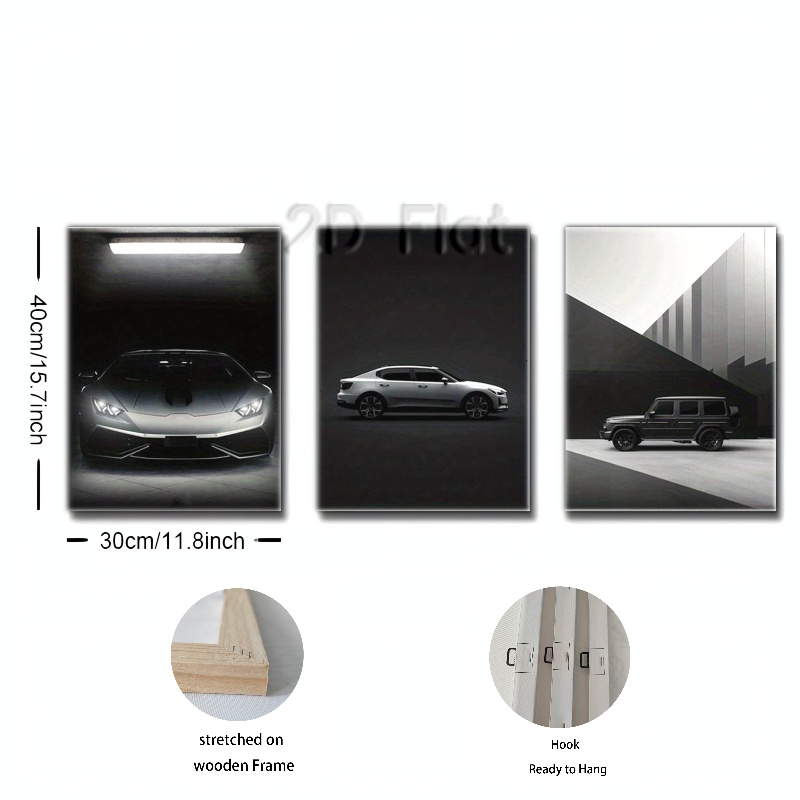 2D Flat
40cm/15.7inch
30cm/11.8inch
stretched on
wooden Frame
Hook
Ready to Hang